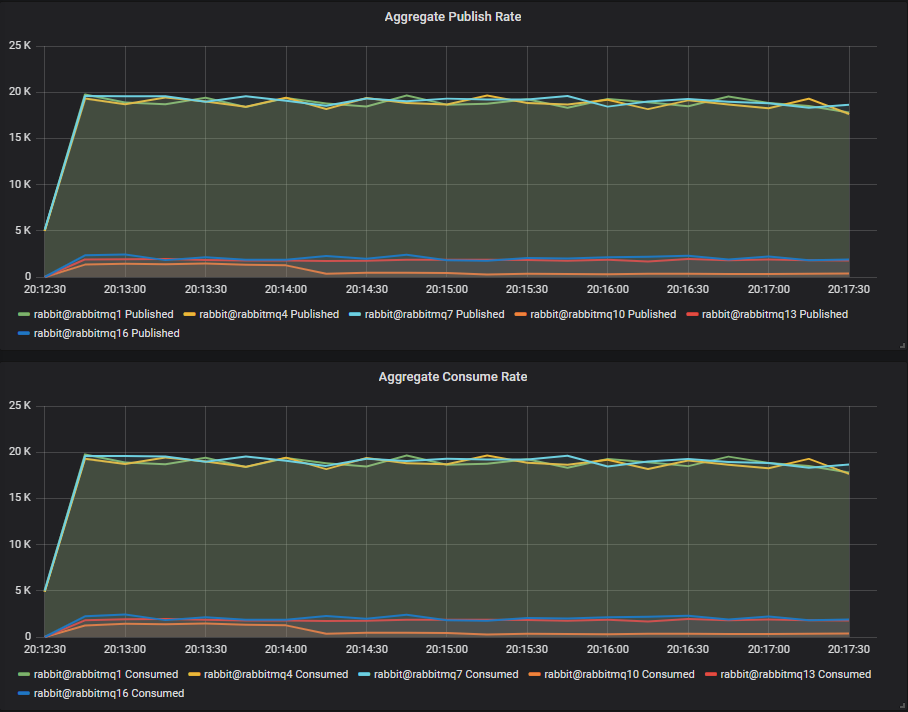 Aggregate Publish Rate
25 K
20 K
15 K
10 K
5 K
0
20:12:30 20:13:00 20:13:30 20:14:00 20:14:30 20:15:00 20:15:30 20:16:00 20:16:30 20:17:00 20:17:30
rabbit@rabbitmq1 Published rabbit@rabbitmq4 Published rabbit@rabbitmq7 Published rabbit@rabbitmq10 Published rabbit@rabbitmq13 Published
rabbit@rabbitmq16 Published
Aggregate Consume Rate
25 K
20 K
15 K
10 K
5 K
0
20:12:30 20:13:00 20:13:30 20:14:00 20:14:30 20:15:00 20:15:30 20:16:00 20:16:30 20:17:00 20:17:30
rabbit@rabbitmq1 Consumed rabbit@rabbitmq4 Consumed rabbit@rabbitmq7 Consumed rabbit@rabbitmq10 Consumed rabbit@rabbitmq13 Consumed
rabbit@rabbitmq16 Consumed